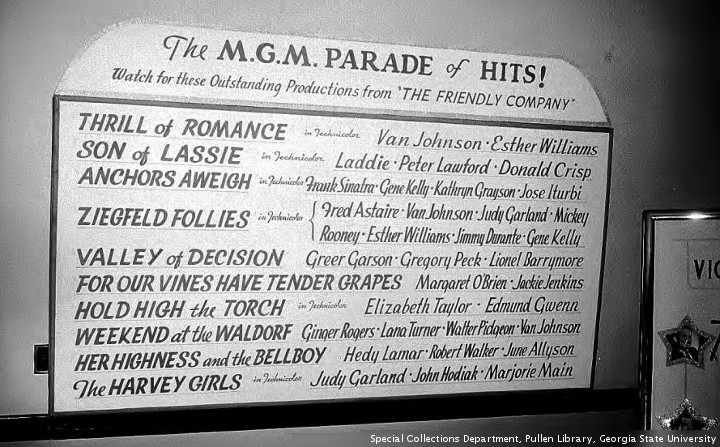 The M.G.M. PARADE of HITS!
Watch for these Outstanding Productions from "THE FRIENDLY COMPANY"
THRILL of ROMANCE in Technicolor Van Johnson · Esther Williams
SON of LASSIE in Technicolor Laddie · Peter Lawford · Donald Crisp
ANCHORS AWEIGH in Technicolor Frank Sinatra · Gene Kelly · Kathryn Grayson · Jose Iturbi
ZIEGFELD FOLLIES in Technicolor { Fred Astaire · Van Johnson · Judy Garland · Mickey
Rooney · Esther Williams · Jimmy Durante · Gene Kelly
VALLEY of DECISION Greer Garson · Gregory Peck · Lionel Barrymore
FOR OUR VINES HAVE TENDER GRAPES Margaret O'Brien · Jackie Jenkins
HOLD HIGH the TORCH in Technicolor Elizabeth Taylor · Edmund Gwenn
WEEKEND at the WALDORF Ginger Rogers · Lana Turner · Walter Pidgeon · Van Johnson
HER HIGHNESS and the BELLBOY Hedy Lamar · Robert Walker · June Allyson
The HARVEY GIRLS in Technicolor Judy Garland · John Hodiak · Marjorie Main
Special Collections Department, Pullen Library, Georgia State University